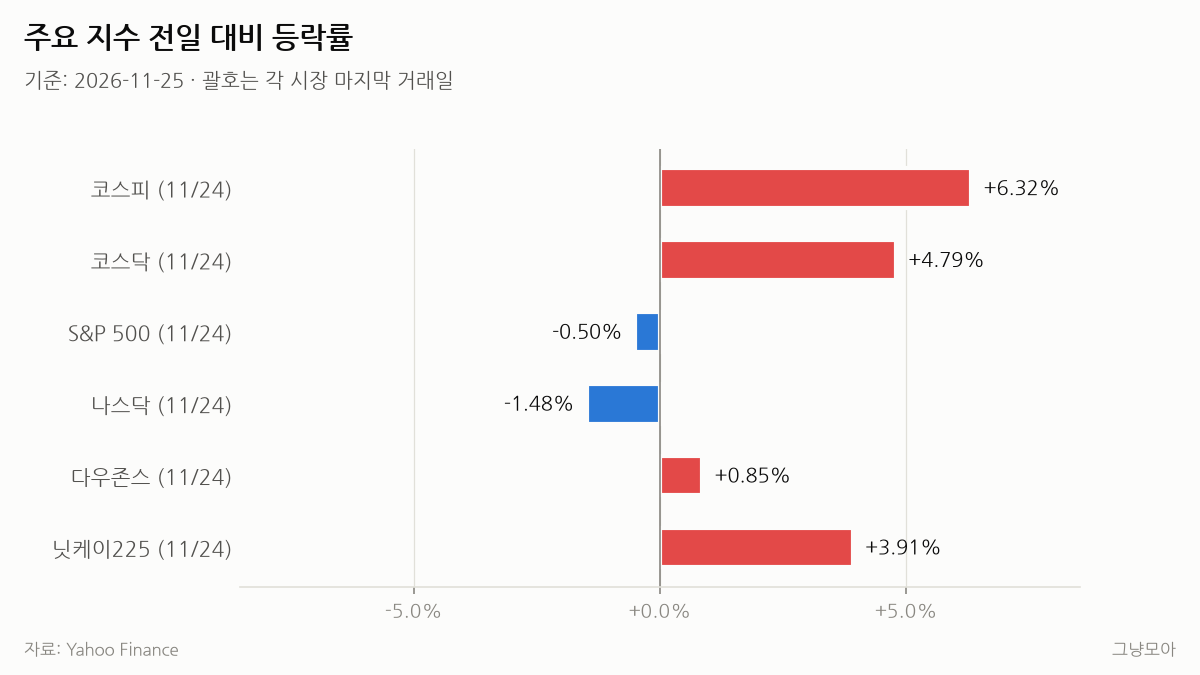 주요 지수 전일 대비 등락률
기준: 2026-11-25 · 괄호는 각 시장 마지막 거래일
코스피 (11/24)
+6.32%
코스닥 (11/24)
+4.79%
S&P 500 (11/24)
-0.50%
나스닥 (11/24)
-1.48%
다우존스 (11/24)
+0.85%
닛케이225 (11/24)
+3.91%
-5.0%
+0.0%
+5.0%
자료: Yahoo Finance
그냥모아